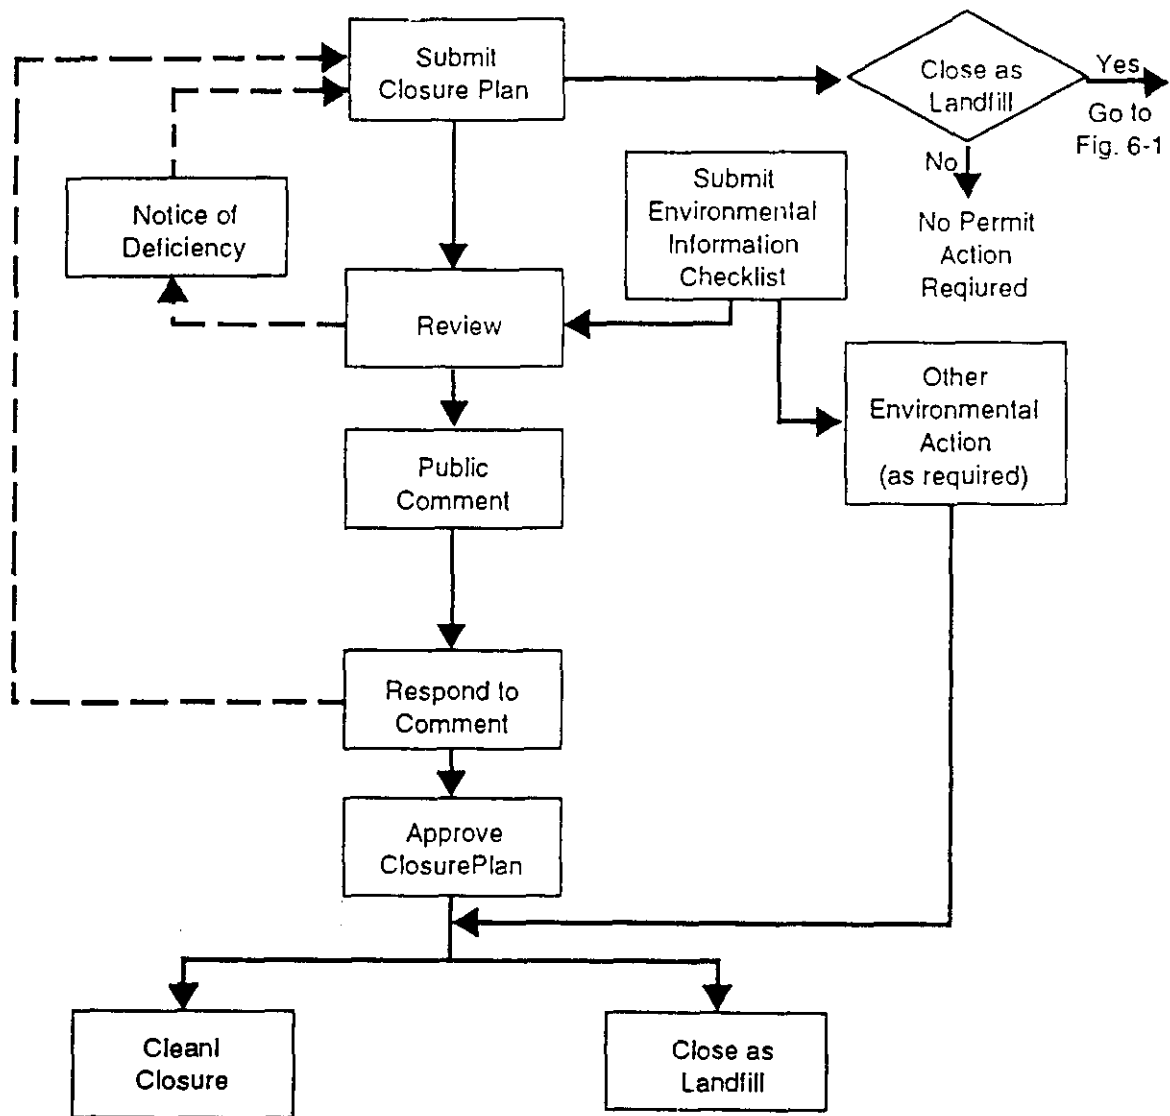 Submit
Closure Plan
Close as
Landfill
Yes
Go to
Fig. 6-1
No
No Permit
Action
Reqiured
Submit
Environmental
Information
Checklist
Notice of
Deficiency
Review
Other
Environmental
Action
(as required)
Public
Comment
Respond to
Comment
Approve
ClosurePlan
Cleanl
Closure
Close as
Landfill